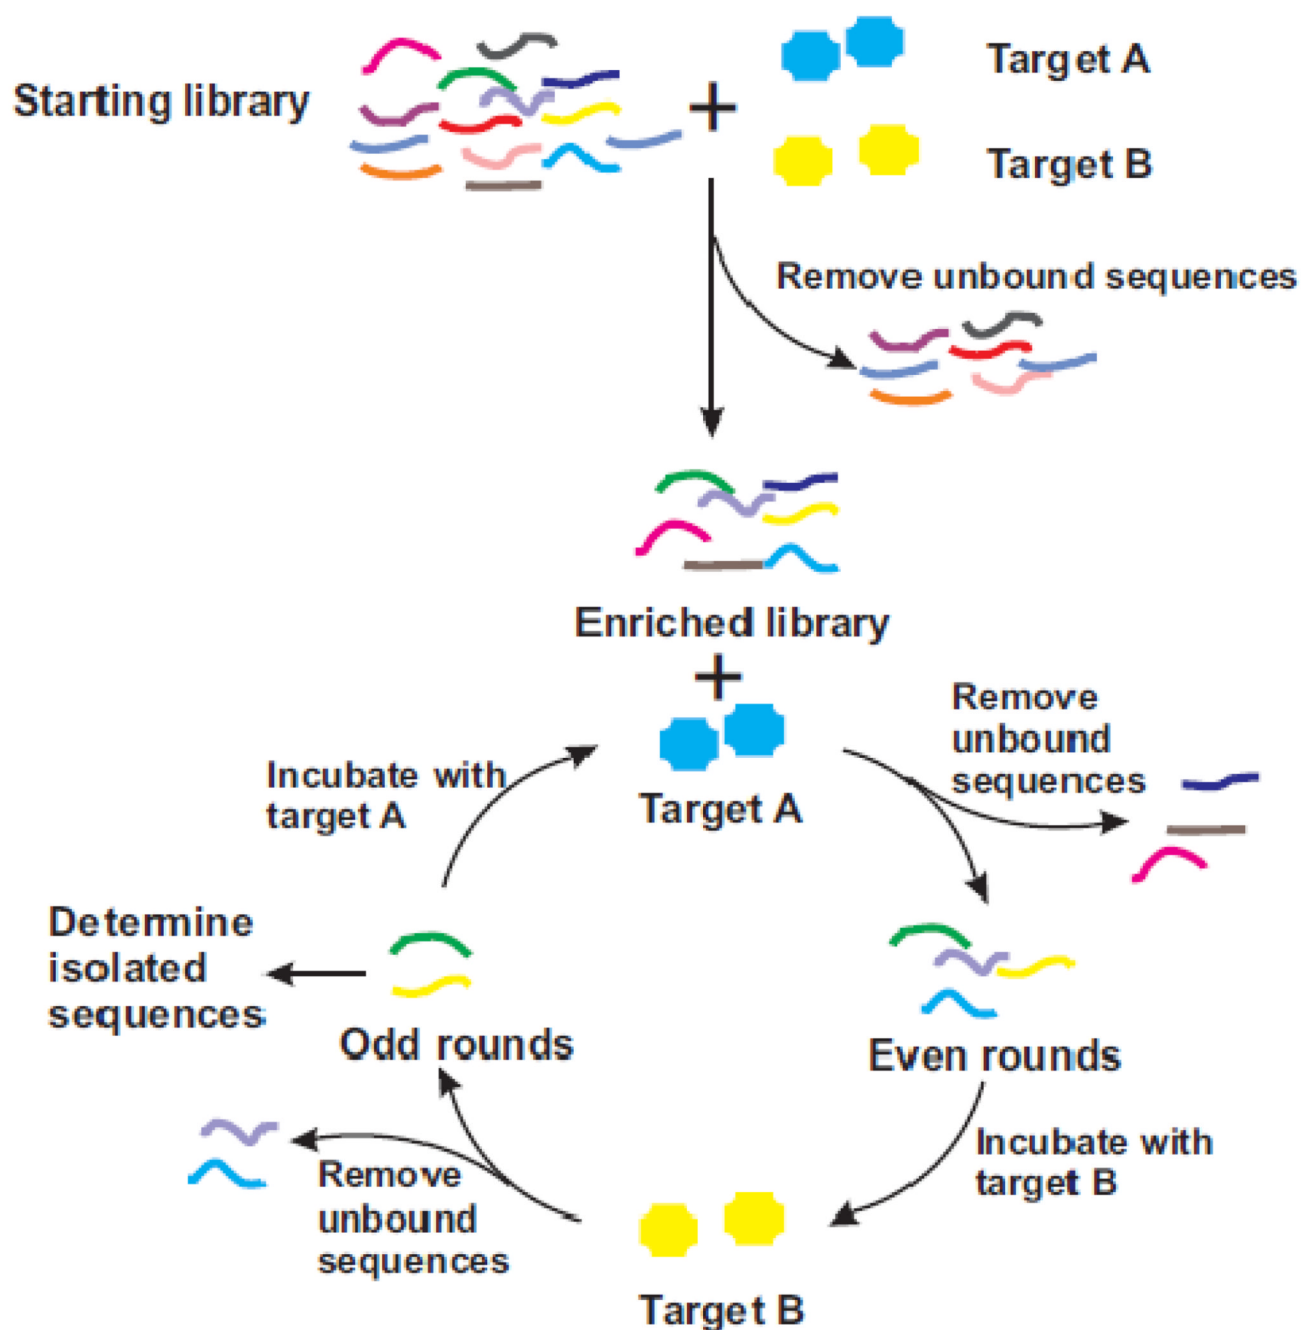 Starting library
+
Target A
Target B
Remove unbound sequences
Enriched library
+
Target A
Remove
unbound
sequences
Incubate with
target A
Determine
isolated
sequences
Odd rounds
Even rounds
Incubate with
target B
Remove
unbound
sequences
Target B